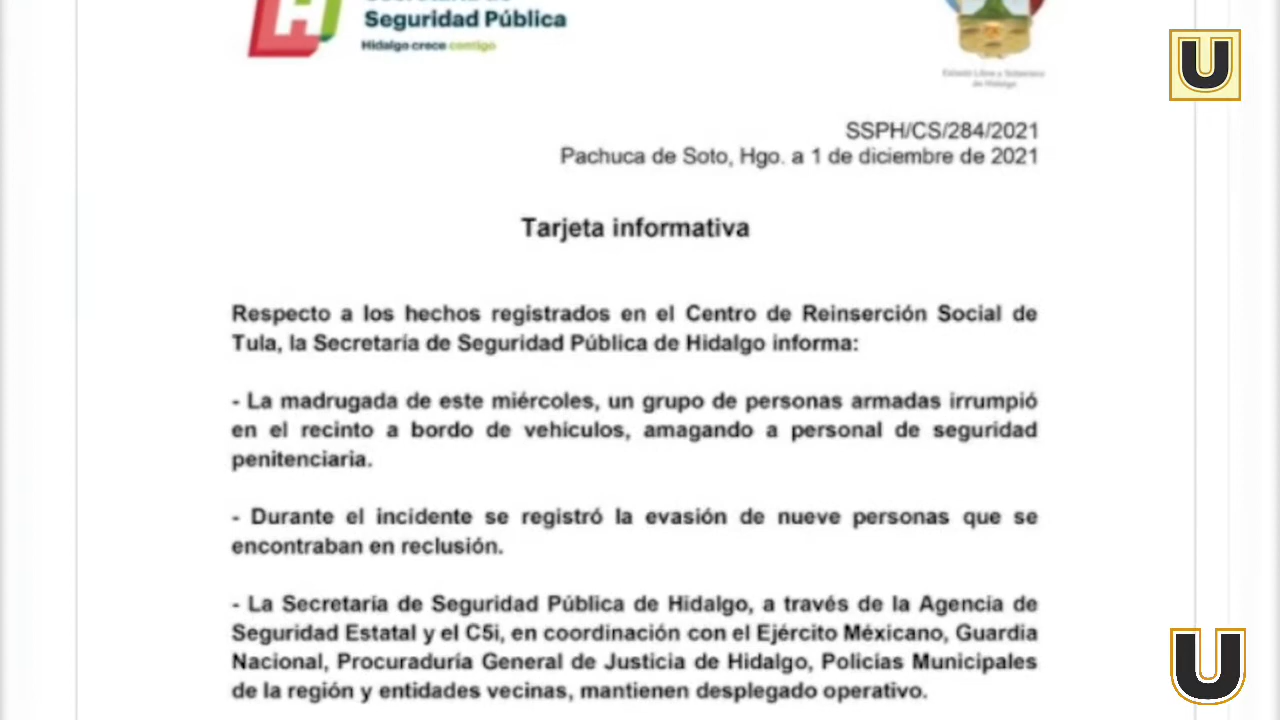 Seguridad Pública
Hidalgo crece contigo
Estado Libre y Soberano
de Hidalgo
U
SSPH/CS/284/2021
Pachuca de Soto, Hgo. a 1 de diciembre de 2021
Tarjeta informativa
Respecto a los hechos registrados en el Centro de Reinserción Social de
Tula, la Secretaría de Seguridad Pública de Hidalgo informa:
- La madrugada de este miércoles, un grupo de personas armadas irrumpió
en el recinto a bordo de vehículos, amagando a personal de seguridad
penitenciaria.
- Durante el incidente se registró la evasión de nueve personas que se
encontraban en reclusión.
- La Secretaría de Seguridad Pública de Hidalgo, a través de la Agencia de
Seguridad Estatal y el C5i, en coordinación con el Ejército Méxicano, Guardia
Nacional, Procuraduría General de Justicia de Hidalgo, Policías Municipales
de la región y entidades vecinas, mantienen desplegado operativo.
U